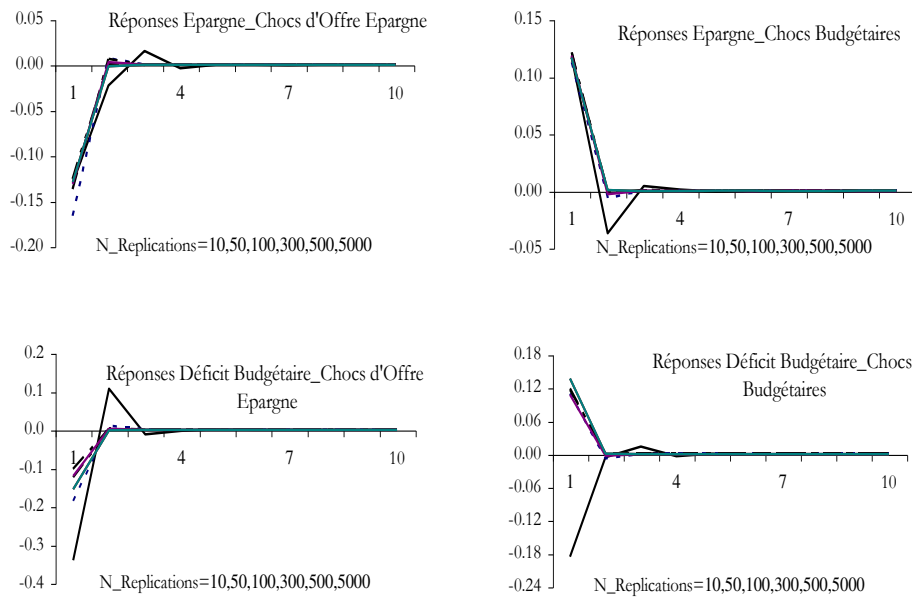 Réponses Epargne_Chocs d'Offre Epargne
0.05
0.00
-0.05
-0.10
-0.15
-0.20
1 4 7 10
N_Replications=10,50,100,300,500,5000
Réponses Epargne_Chocs Budgétaires
0.15
0.10
0.05
0.00
-0.05
1 4 7 10
N_Replications=10,50,100,300,500,5000
Réponses Déficit Budgétaire_Chocs d'Offre
Epargne
0.2
0.1
0.0
-0.1
-0.2
-0.3
-0.4
1 4 7 10
N_Replications=10,50,100,300,500,5000
Réponses Déficit Budgétaire_Chocs
Budgétaires
0.18
0.12
0.06
0.00
-0.06
-0.12
-0.18
-0.24
1 4 7 10
N_Replications=10,50,100,300,500,5000